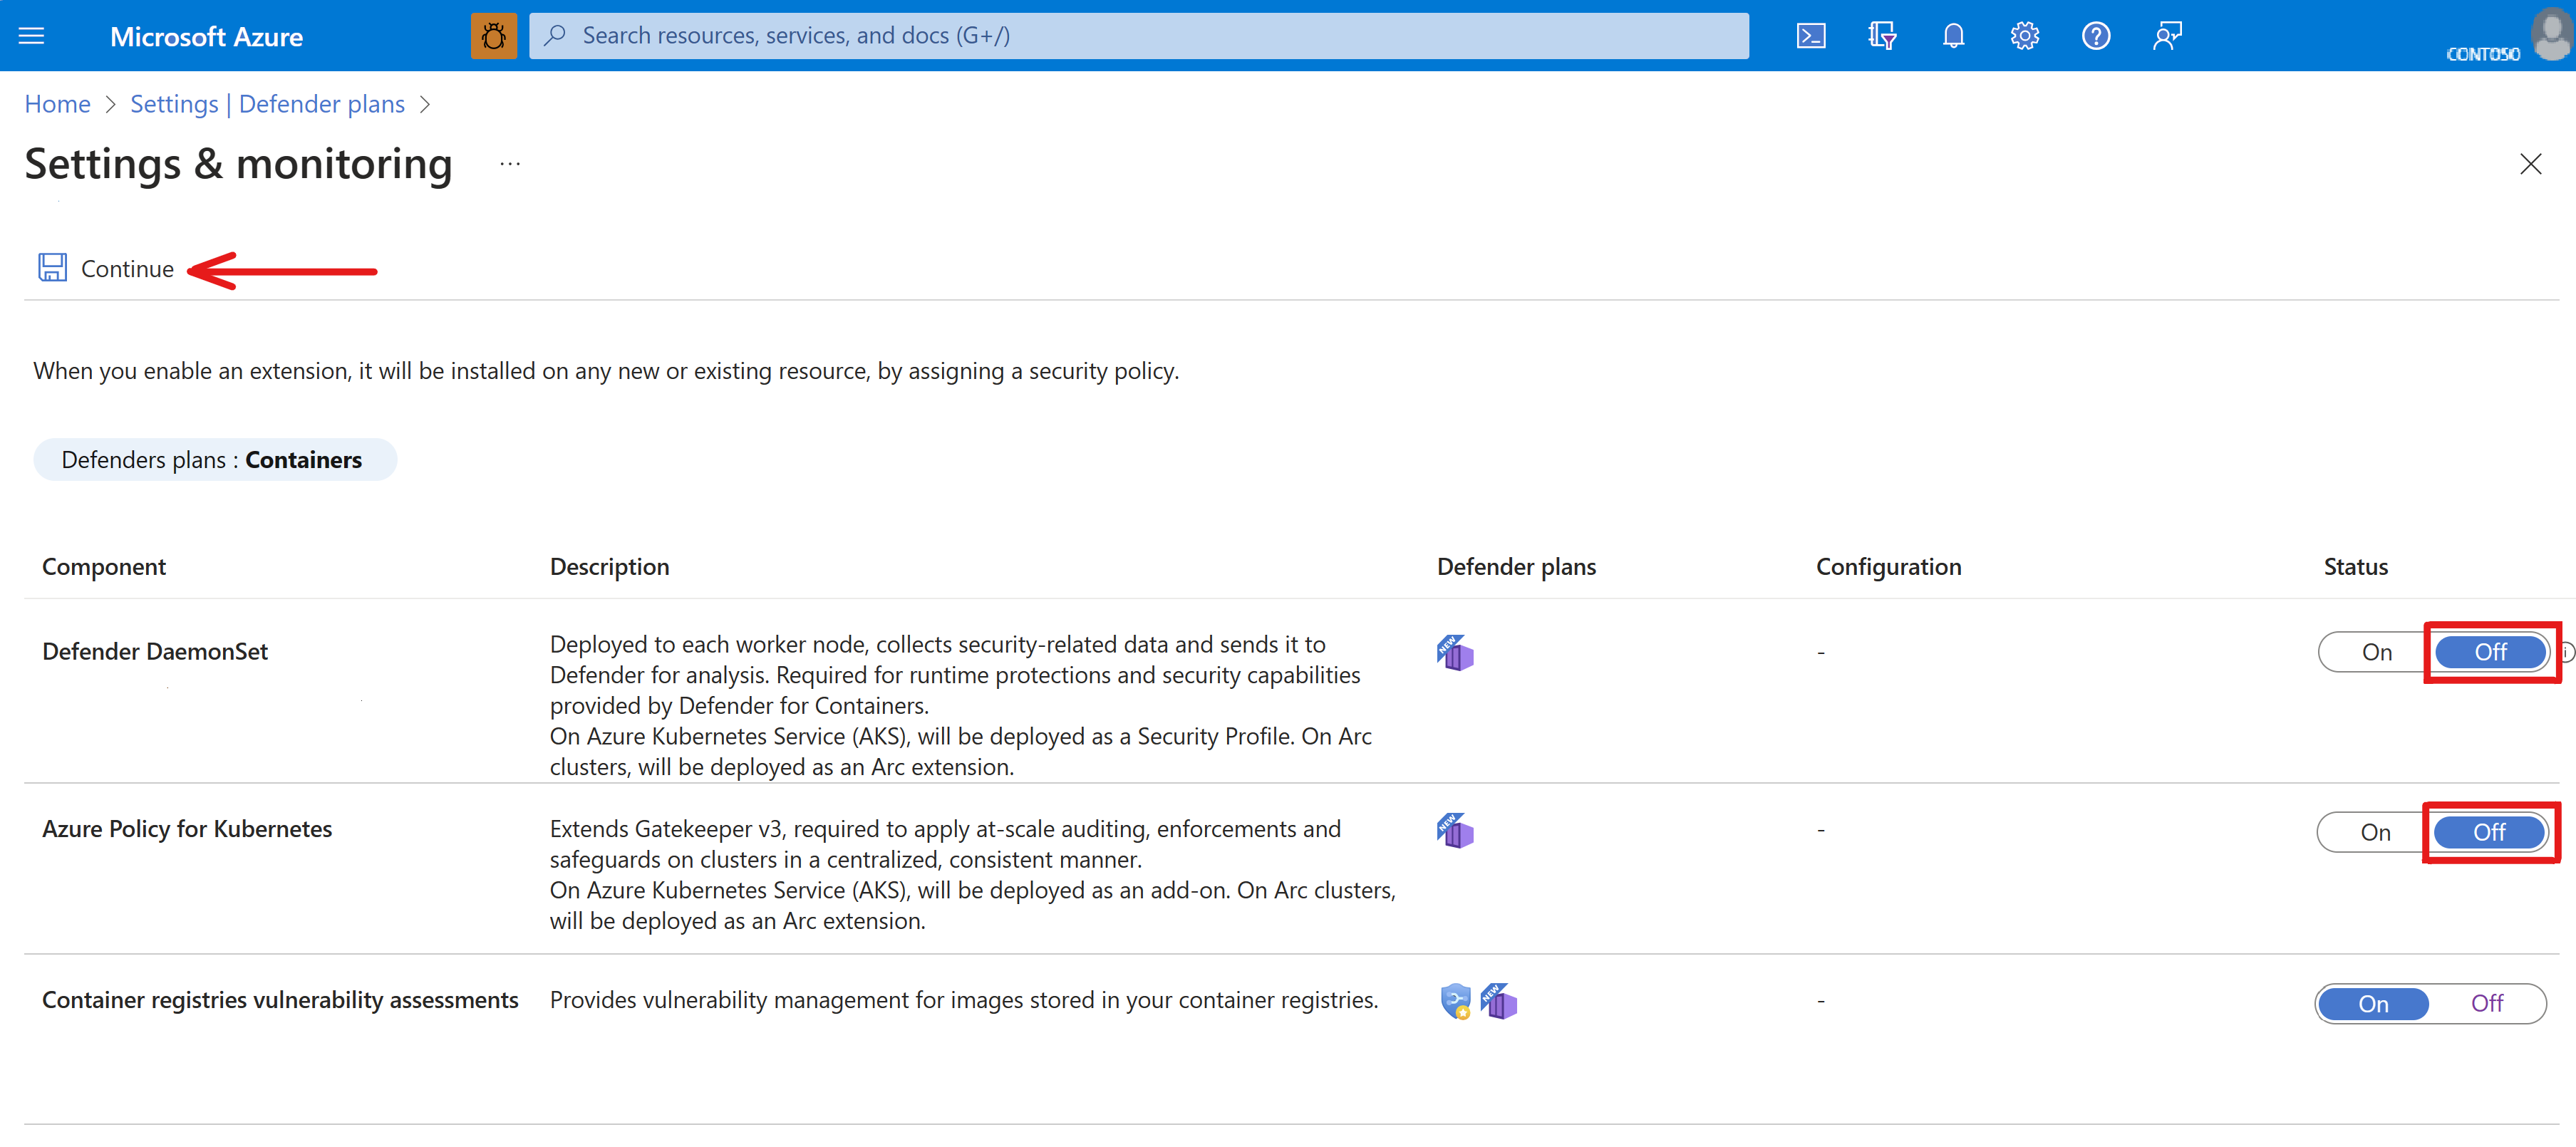 Microsoft Azure
Search resources, services, and docs (G+/)
CONTOSO
Home > Settings | Defender plans >
Settings & monitoring ...
Continue
When you enable an extension, it will be installed on any new or existing resource, by assigning a security policy.
Defenders plans : Containers
Component Description Defender plans Configuration Status
Defender DaemonSet
Deployed to each worker node, collects security-related data and sends it to
Defender for analysis. Required for runtime protections and security capabilities
provided by Defender for Containers.
On Azure Kubernetes Service (AKS), will be deployed as a Security Profile. On Arc
clusters, will be deployed as an Arc extension.
NEW
-
On Off
Azure Policy for Kubernetes
Extends Gatekeeper v3, required to apply at-scale auditing, enforcements and
safeguards on clusters in a centralized, consistent manner.
On Azure Kubernetes Service (AKS), will be deployed as an add-on. On Arc clusters,
will be deployed as an Arc extension.
NEW
-
On Off
Container registries vulnerability assessments
Provides vulnerability management for images stored in your container registries.
NEW
-
On Off